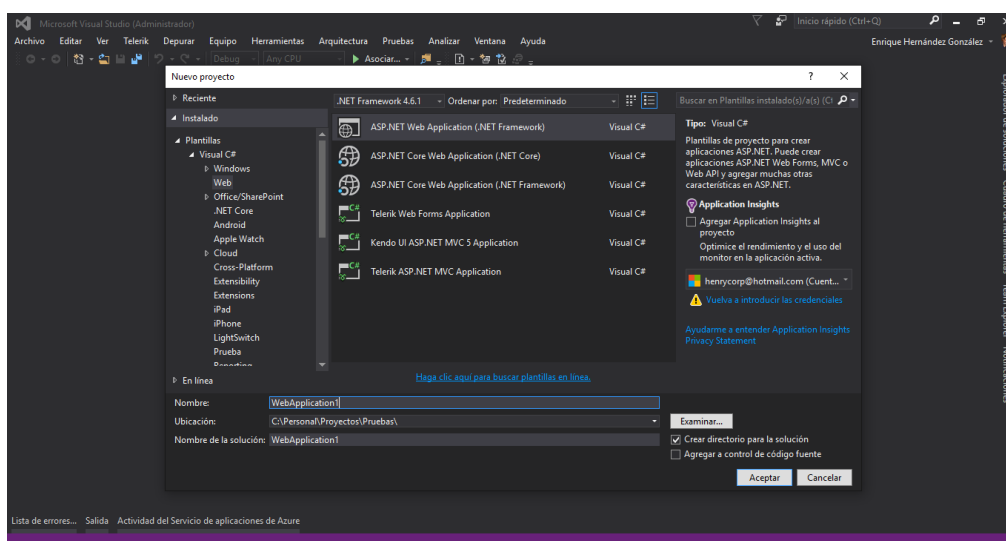 Microsoft Visual Studio (Administrador)
Inicio rápido (Ctrl+Q)
Archivo Editar Ver Telerik Depurar Equipo Herramientas Arquitectura Pruebas Analizar Ventana Ayuda
Enrique Hernández González
Debug Any CPU Asociar...
Nuevo proyecto
Reciente
.NET Framework 4.6.1 Ordenar por: Predeterminado
Buscar en Plantillas instalado(s)/a(s) (Ct
Instalado
Plantillas
Visual C#
Windows
Web
Office/SharePoint
.NET Core
Android
Apple Watch
Cloud
Cross-Platform
Extensibility
Extensions
iPad
iPhone
LightSwitch
Prueba
Reporting
En línea
ASP.NET Web Application (.NET Framework) Visual C#
ASP.NET Core Web Application (.NET Core) Visual C#
ASP.NET Core Web Application (.NET Framework) Visual C#
Telerik Web Forms Application Visual C#
Kendo UI ASP.NET MVC 5 Application Visual C#
Telerik ASP.NET MVC Application Visual C#
Haga clic aquí para buscar plantillas en línea.
Tipo: Visual C#
Plantillas de proyecto para crear
aplicaciones ASP.NET. Puede crear
aplicaciones ASP.NET Web Forms, MVC o
Web API y agregar muchas otras
características en ASP.NET.
Application Insights
Agregar Application Insights al
proyecto
Optimice el rendimiento y el uso del
monitor en la aplicación activa.
henrycorp@hotmail.com (Cuent...
Vuelva a introducir las credenciales
Ayudarme a entender Application Insights
Privacy Statement
Nombre: WebApplication1
Ubicación: C:\Personal\Proyectos\Pruebas\
Examinar...
Nombre de la solución: WebApplication1
Crear directorio para la solución
Agregar a control de código fuente
Aceptar Cancelar
Lista de errores... Salida Actividad del Servicio de aplicaciones de Azure